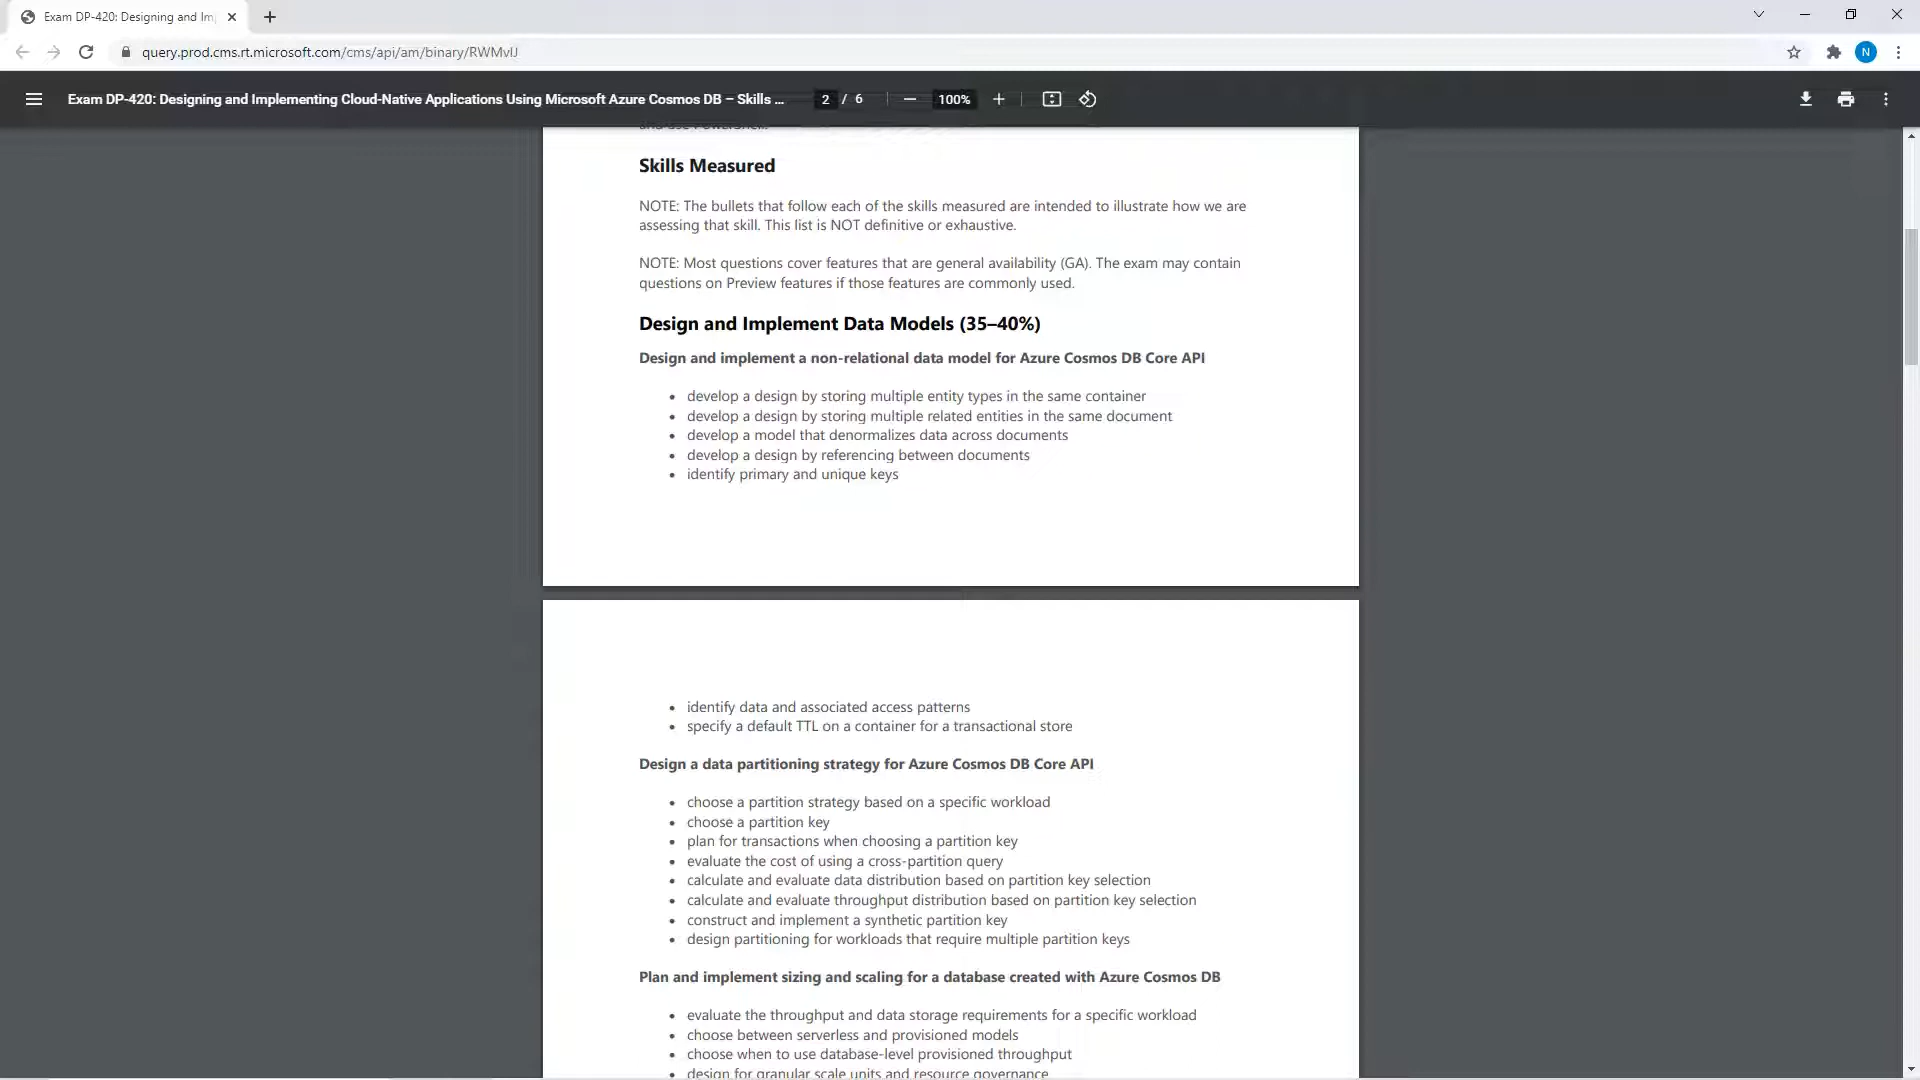 Exam DP-420: Designing and Im
query.prod.cms.rt.microsoft.com/cms/api/am/binary/RWMvIJ
N
Exam DP-420: Designing and Implementing Cloud-Native Applications Using Microsoft Azure Cosmos DB – Skills ...
2 / 6
100%
and use PowerShell.
Skills Measured
NOTE: The bullets that follow each of the skills measured are intended to illustrate how we are
assessing that skill. This list is NOT definitive or exhaustive.
NOTE: Most questions cover features that are general availability (GA). The exam may contain
questions on Preview features if those features are commonly used.
Design and Implement Data Models (35–40%)
Design and implement a non-relational data model for Azure Cosmos DB Core API
• develop a design by storing multiple entity types in the same container
• develop a design by storing multiple related entities in the same document
• develop a model that denormalizes data across documents
• develop a design by referencing between documents
• identify primary and unique keys
• identify data and associated access patterns
• specify a default TTL on a container for a transactional store
Design a data partitioning strategy for Azure Cosmos DB Core API
• choose a partition strategy based on a specific workload
• choose a partition key
• plan for transactions when choosing a partition key
• evaluate the cost of using a cross-partition query
• calculate and evaluate data distribution based on partition key selection
• calculate and evaluate throughput distribution based on partition key selection
• construct and implement a synthetic partition key
• design partitioning for workloads that require multiple partition keys
Plan and implement sizing and scaling for a database created with Azure Cosmos DB
• evaluate the throughput and data storage requirements for a specific workload
• choose between serverless and provisioned models
• choose when to use database-level provisioned throughput
• design for granular scale units and resource governance